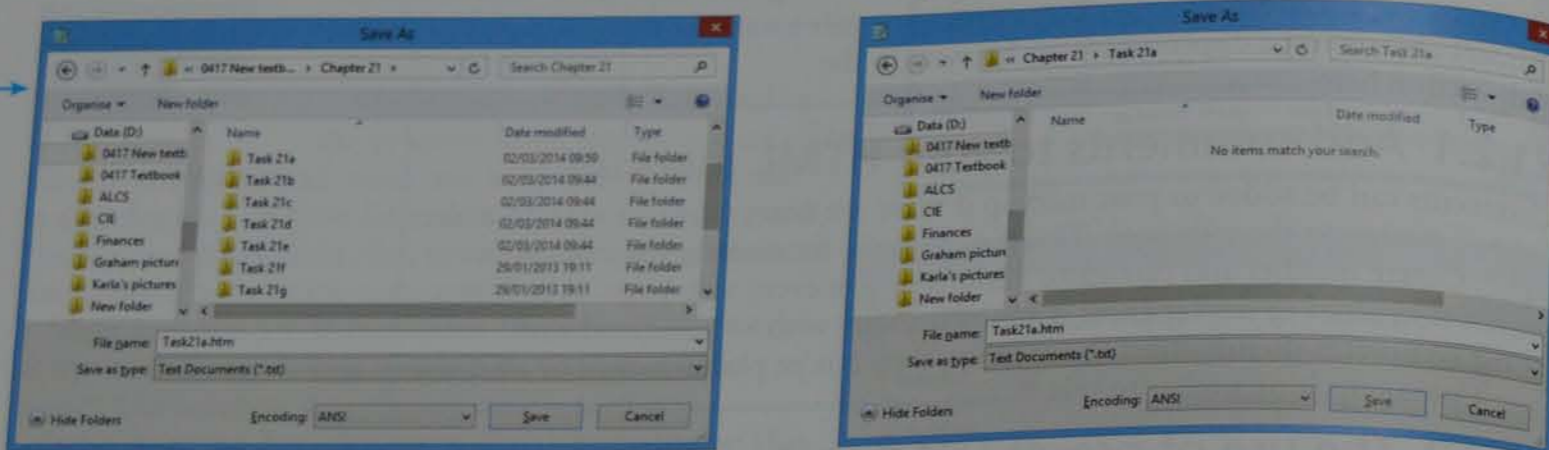 Save As
« 0417 New textb... › Chapter 21 ›
Search Chapter 21
Organise New folder
Data (D:)
0417 New textb
0417 Textbook
ALCS
CIE
Finances
Graham picture
Karla's pictures
New folder
Name Date modified Type
Task 21a 02/03/2014 09:59 File folder
Task 21b 02/03/2014 09:44 File folder
Task 21c 02/03/2014 09:44 File folder
Task 21d 02/03/2014 09:44 File folder
Task 21e 02/03/2014 09:44 File folder
Task 21f 29/01/2013 19:11 File folder
Task 21g 29/01/2013 19:11 File folder
File name: Task21a.htm
Save as type: Text Documents (*.txt)
Hide Folders Encoding: ANSI Save Cancel
Save As
« Chapter 21 › Task 21a
Search Task 21a
Organise New folder
Data (D:)
0417 New textb
0417 Textbook
ALCS
CIE
Finances
Graham pictun
Karla's pictures
New folder
Name Date modified Type
No items match your search.
File name: Task21a.htm
Save as type: Text Documents (*.txt)
Hide Folders Encoding: ANSI Save Cancel